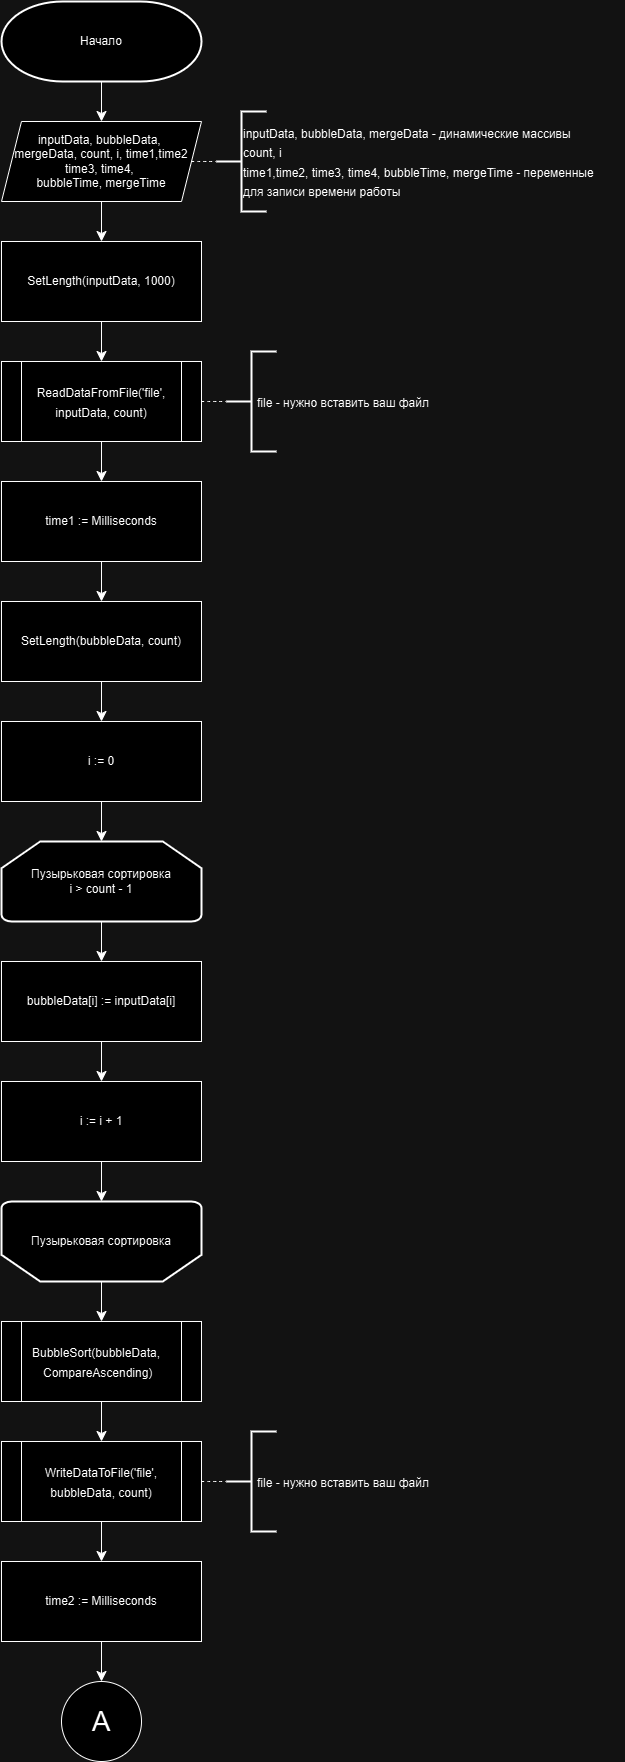 Начало
inputData, bubbleData,
mergeData, count, i, time1,time2
time3, time4,
bubbleTime, mergeTime
inputData, bubbleData, mergeData - динамические массивы
count, i
time1,time2, time3, time4, bubbleTime, mergeTime - переменные
для записи времени работы
SetLength(inputData, 1000)
ReadDataFromFile('file',
inputData, count)
file - нужно вставить ваш файл
time1 := Milliseconds
SetLength(bubbleData, count)
i := 0
Пузырьковая сортировка
i > count - 1
bubbleData[i] := inputData[i]
i := i + 1
Пузырьковая сортировка
BubbleSort(bubbleData,
CompareAscending)
WriteDataToFile('file',
bubbleData, count)
file - нужно вставить ваш файл
time2 := Milliseconds
A